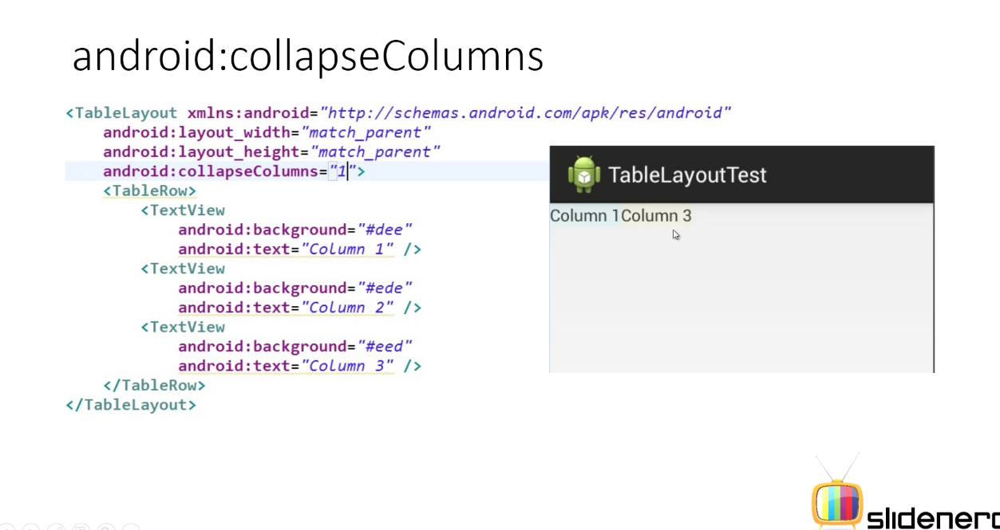 android:collapseColumns
<TableLayout xmlns:android="http://schemas.android.com/apk/res/android"
android:layout_width="match_parent"
android:layout_height="match_parent"
android:collapseColumns="1">
<TableRow>
<TextView
android:background="#dee"
android:text="Column 1" />
<TextView
android:background="#ede"
android:text="Column 2" />
<TextView
android:background="#eed"
android:text="Column 3" />
</TableRow>
</TableLayout>
TableLayoutTest
Column 1Column 3
slidenerd